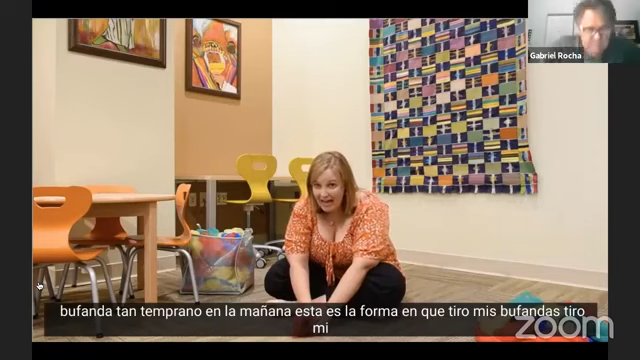 Gabriel Rocha
bufanda tan temprano en la mañana esta es la forma en que tiro mis bufandas tiro
mi
zoom